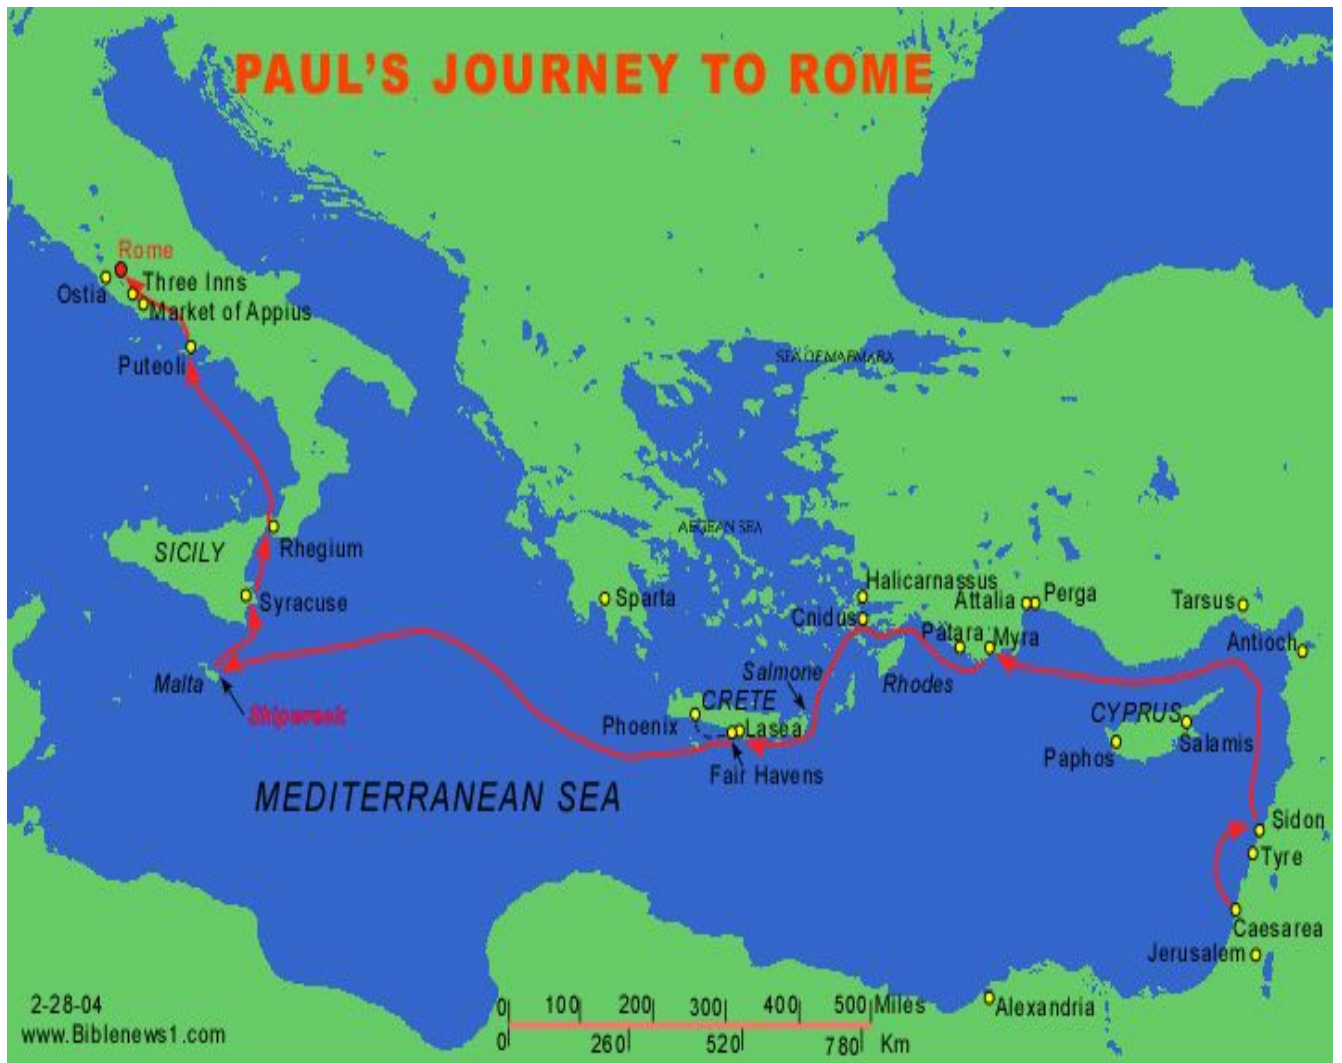 PAUL'S JOURNEY TO ROME
Rome
Three Inns
Ostia
Market of Appius
Puteoli
SEA OF MARMARA
AEGEAN SEA
SICILY
Rhegium
Syracuse
Sparta
Halicarnassus
Attalia
Perga
Tarsus
Cnidus
Patara
Myra
Antioch
Malta
Salmone
Rhodes
Shipwreck
CRETE
CYPRUS
Phoenix
Lasea
Salamis
Paphos
Fair Havens
MEDITERRANEAN SEA
Sidon
Tyre
Caesarea
Jerusalem
Alexandria
2-28-04
www.Biblenews1.com
0 100 200 300 400 500 Miles
0 260 520 780 Km